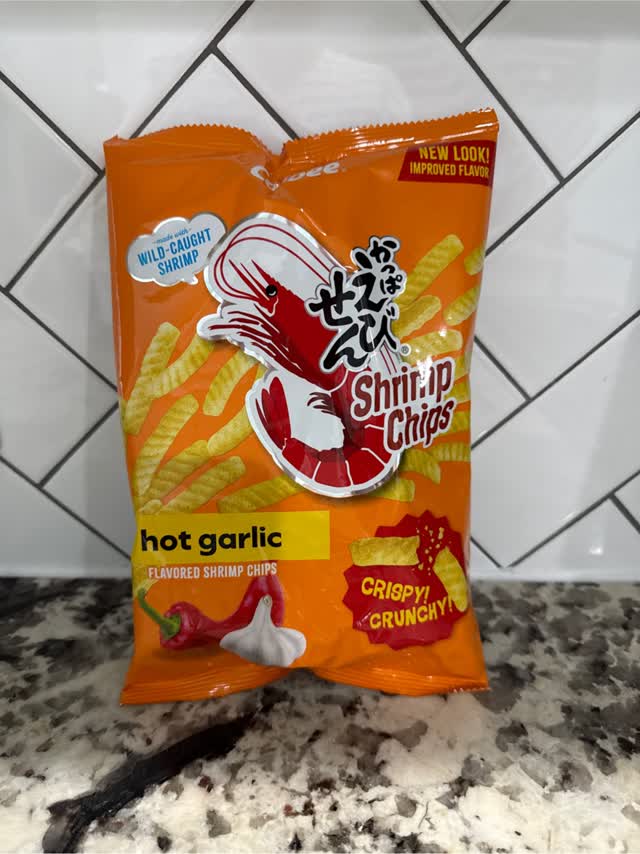 NEW LOOK!
IMPROVED FLAVOR
-made with-
WILD-CAUGHT
SHRIMP
かっぱ
えび
せん
®
Shrimp
Chips
hot garlic
FLAVORED SHRIMP CHIPS
CRISPY!
CRUNCHY!